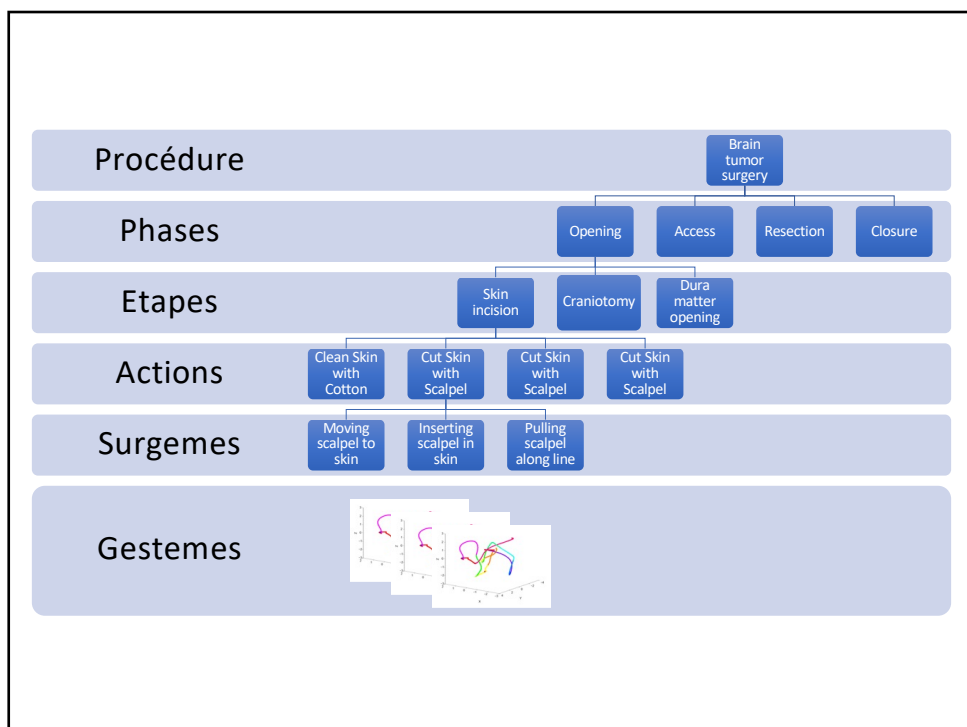 Procédure
Brain
tumor
surgery
Phases
Opening
Access
Resection
Closure
Etapes
Skin
incision
Craniotomy
Dura
matter
opening
Actions
Clean Skin
with
Cotton
Cut Skin
with
Scalpel
Cut Skin
with
Scalpel
Cut Skin
with
Scalpel
Surgemes
Moving
scalpel to
skin
Inserting
scalpel in
skin
Pulling
scalpel
along line
Gestemes